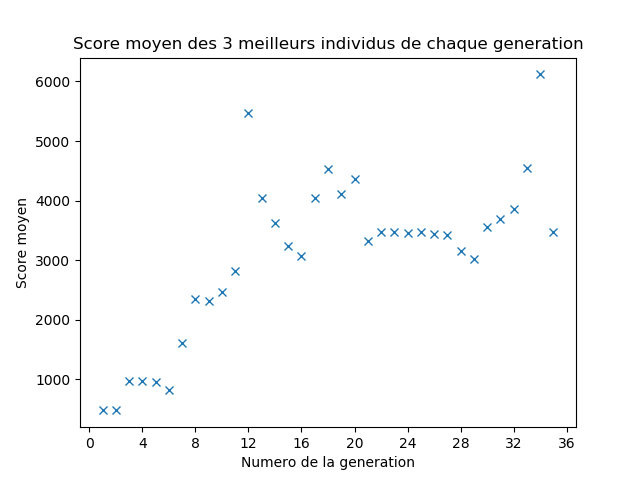 Score moyen des 3 meilleurs individus de chaque generation
6000
5000
4000
3000
2000
1000
Score moyen
0 4 8 12 16 20 24 28 32 36
Numero de la generation